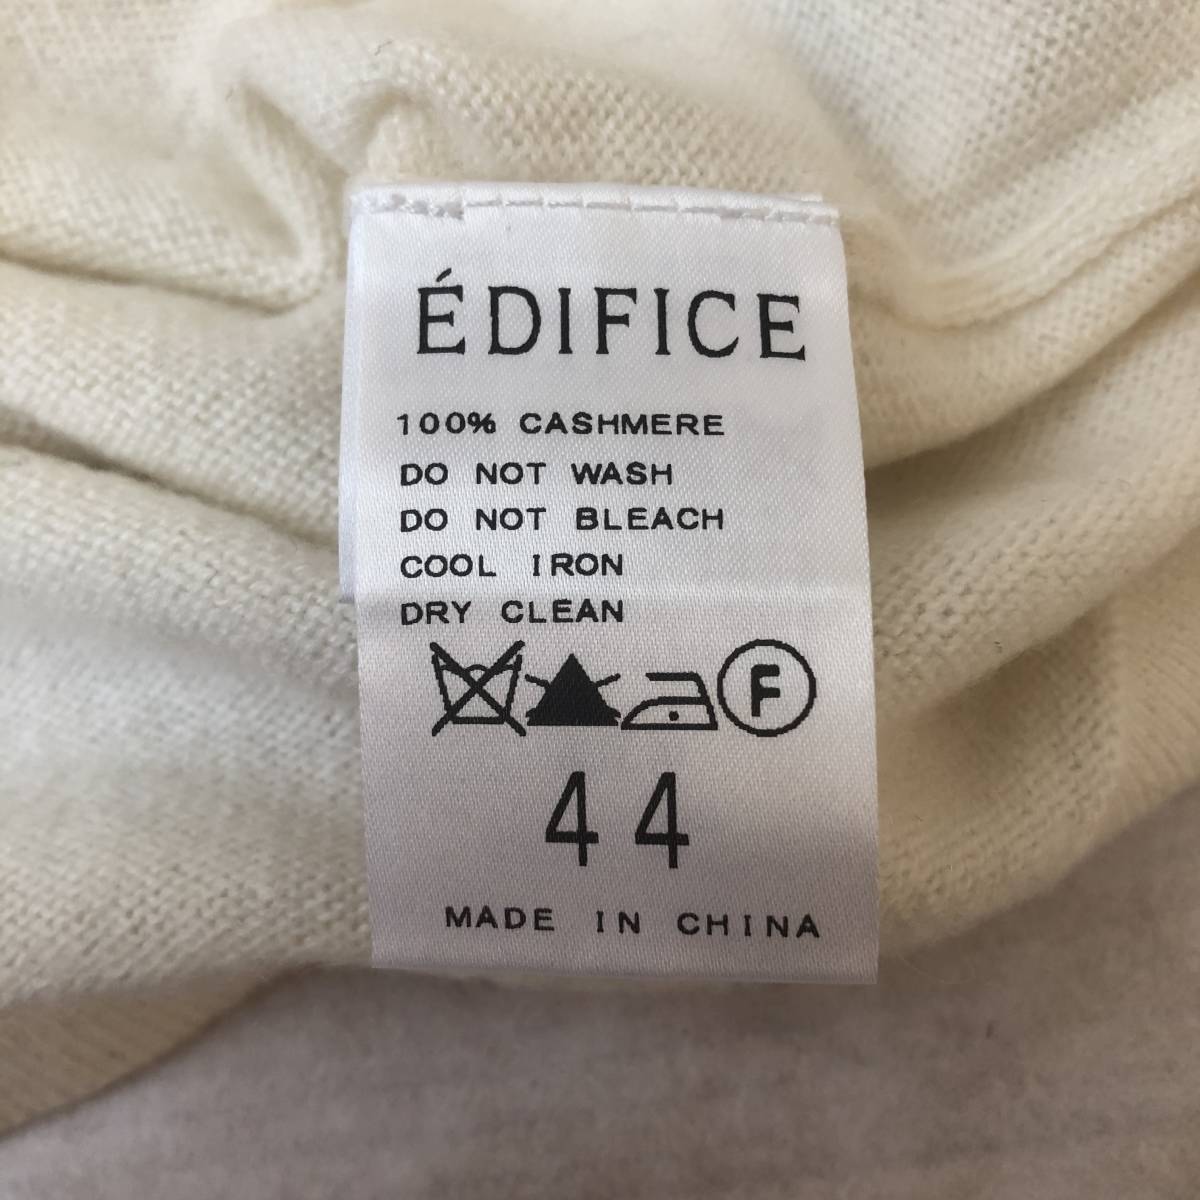 ÉDIFICE
100% CASHMERE
DO NOT WASH
DO NOT BLEACH
COOL IRON
DRY CLEAN
F
44
MADE IN CHINA